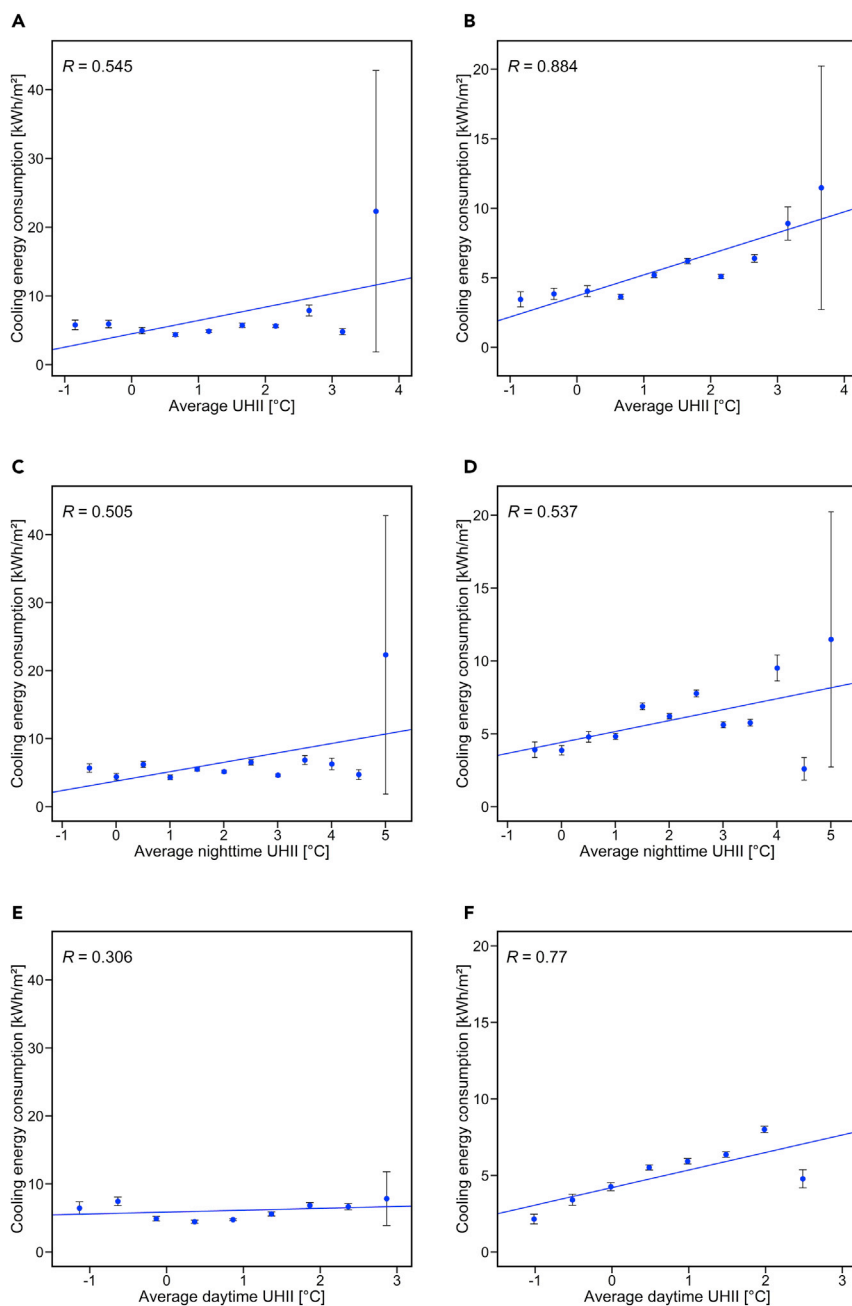 A
R = 0.545
Cooling energy consumption [kWh/m²]
40
30
20
10
0
-1 0 1 2 3 4
Average UHII [°C]
B
R = 0.884
Cooling energy consumption [kWh/m²]
20
15
10
5
0
-1 0 1 2 3 4
Average UHII [°C]
C
R = 0.505
Cooling energy consumption [kWh/m²]
40
30
20
10
0
-1 0 1 2 3 4 5
Average nighttime UHII [°C]
D
R = 0.537
Cooling energy consumption [kWh/m²]
20
15
10
5
0
-1 0 1 2 3 4 5
Average nighttime UHII [°C]
E
R = 0.306
Cooling energy consumption [kWh/m²]
40
30
20
10
0
-1 0 1 2 3
Average daytime UHII [°C]
F
R = 0.77
Cooling energy consumption [kWh/m²]
20
15
10
5
0
-1 0 1 2 3
Average daytime UHII [°C]